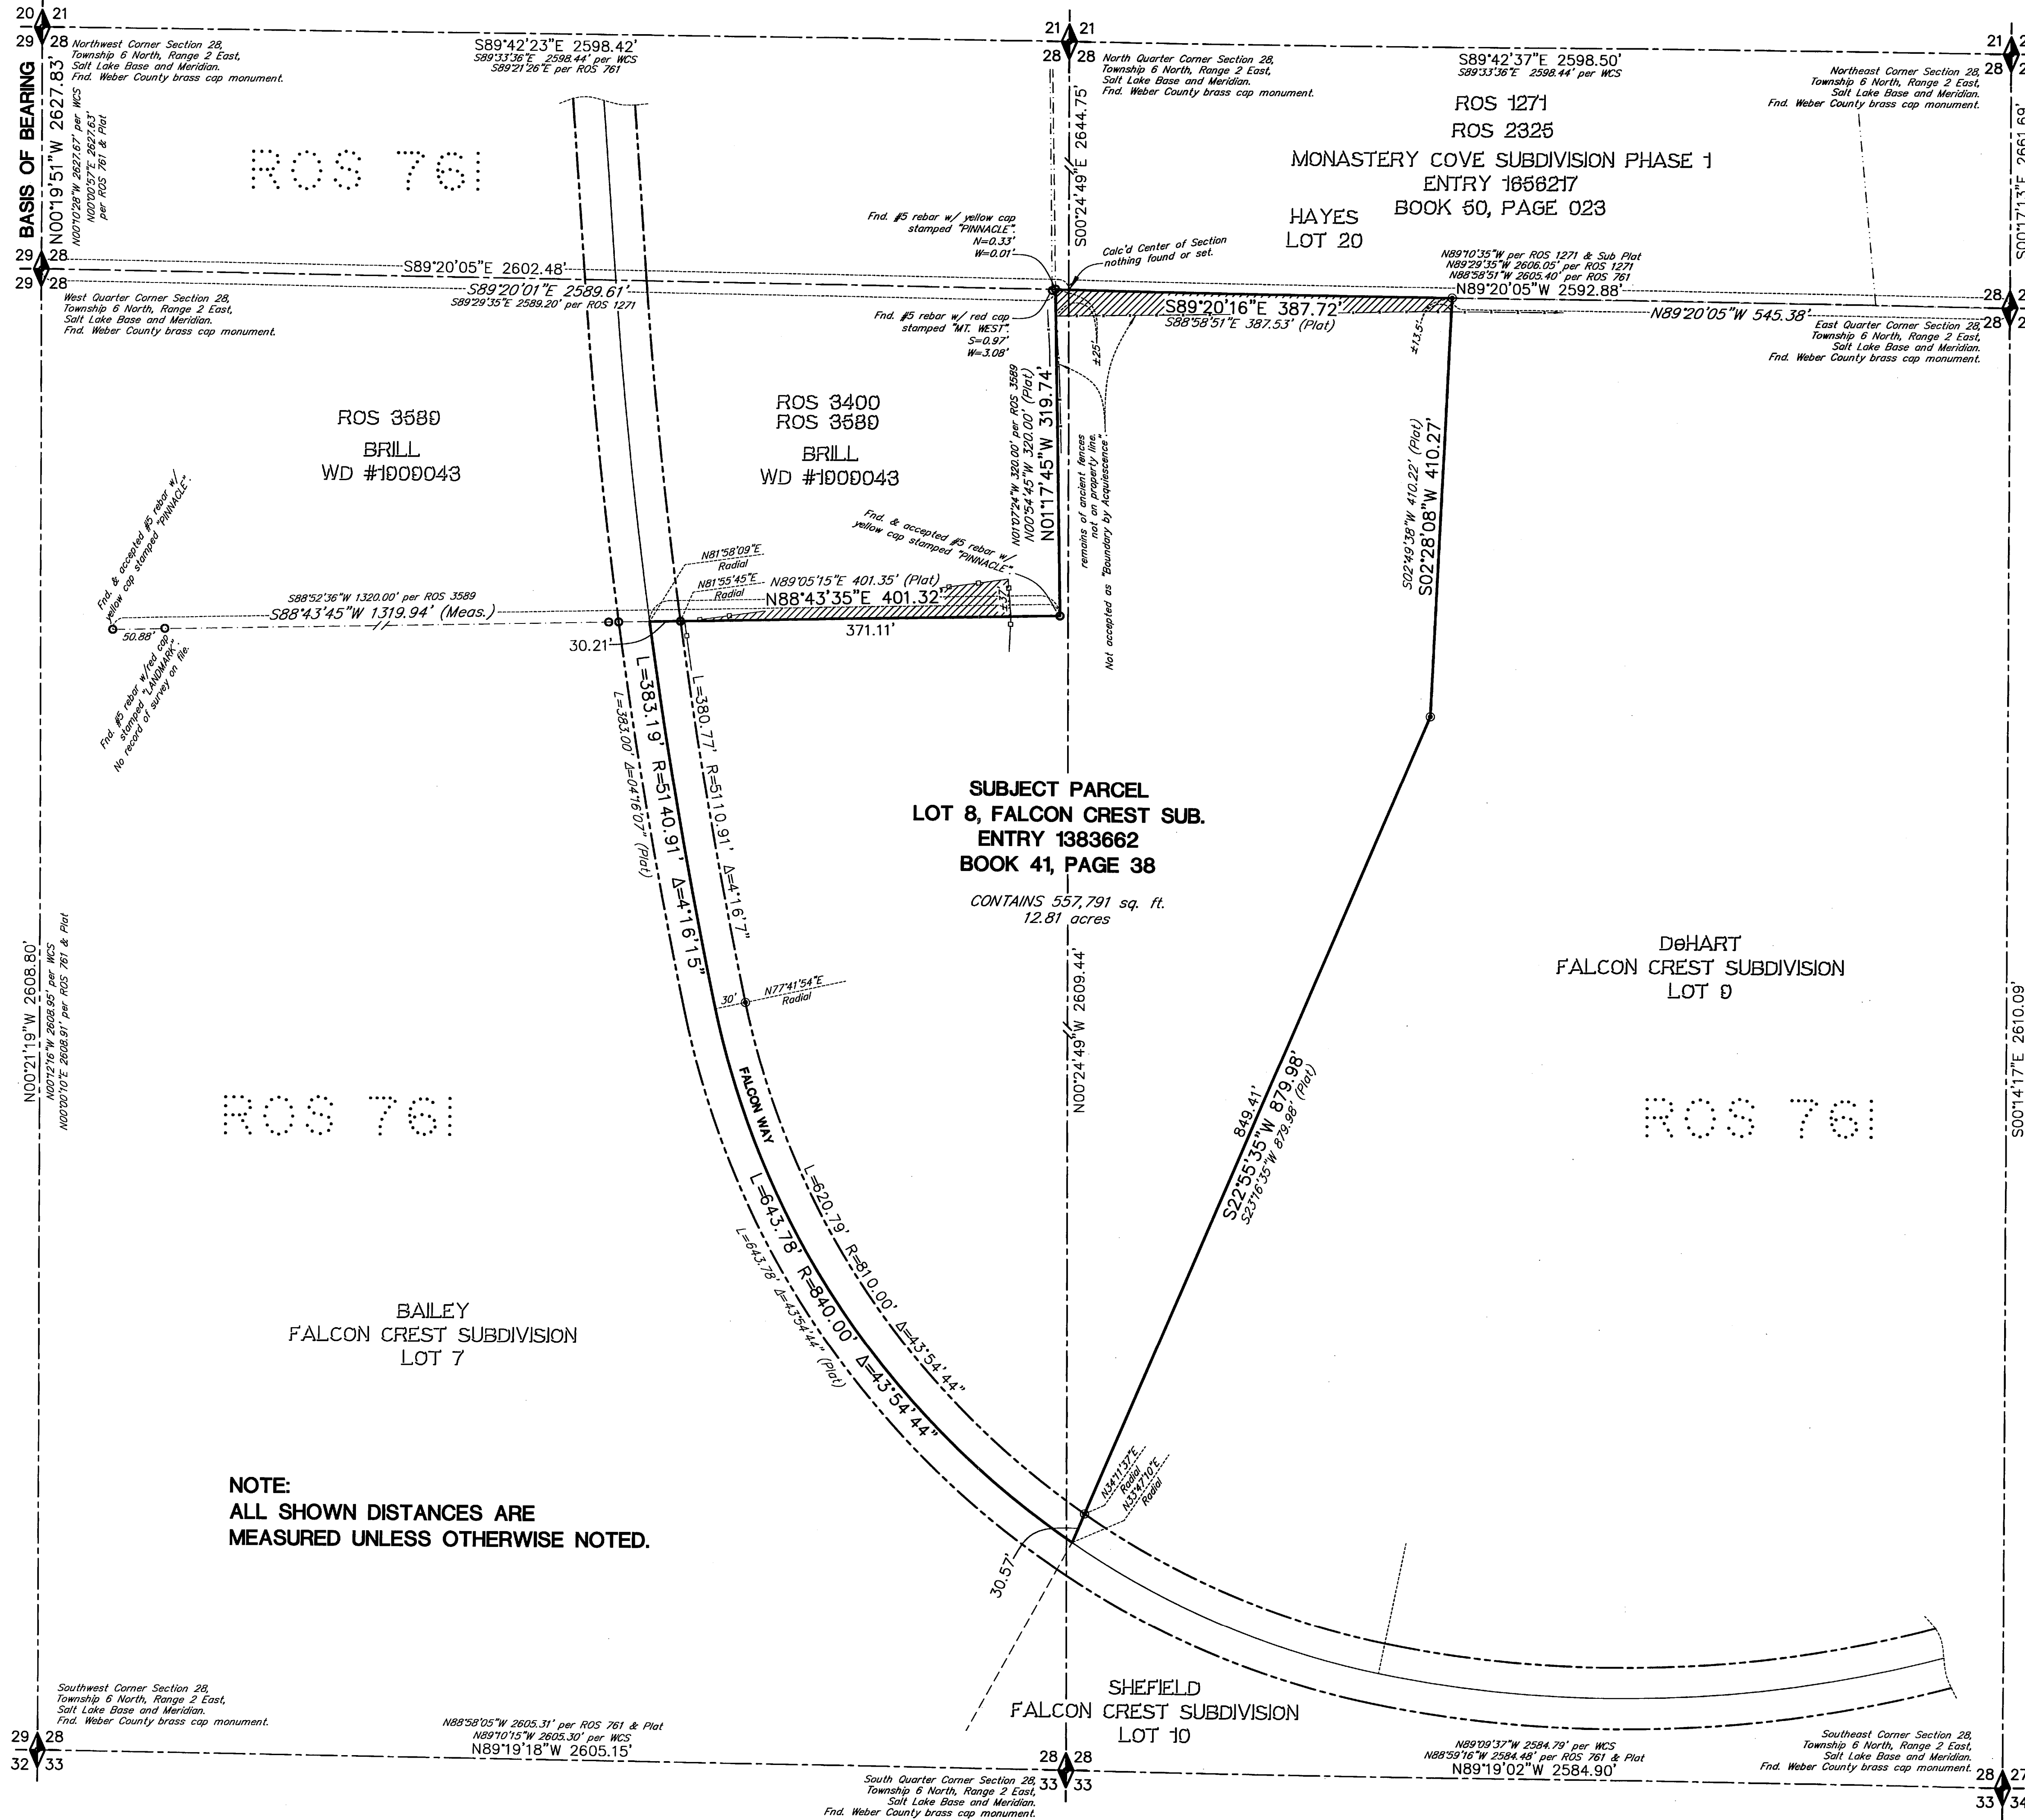 20 21
29 28
Northwest Corner Section 28,
Township 6 North, Range 2 East,
Salt Lake Base and Meridian.
Fnd. Weber County brass cap monument.
S89°42'23"E 2598.42'
S89°33'36"E 2598.44' per WCS
S89°21'26"E per ROS 761
21 21
28 28
North Quarter Corner Section 28,
Township 6 North, Range 2 East,
Salt Lake Base and Meridian.
Fnd. Weber County brass cap monument.
S89°42'37"E 2598.50'
S89°33'36"E 2598.44' per WCS
21
28
Northeast Corner Section 28,
Township 6 North, Range 2 East,
Salt Lake Base and Meridian.
Fnd. Weber County brass cap monument.
BASIS OF BEARING
N00°19'51"W 2627.83'
N00°10'28"W 2627.67' per WCS
N00°00'57"E 2627.63'
per ROS 761 & Plat
ROS 761
S00°24'49"E 2644.75'
ROS 1271
ROS 2325
MONASTERY COVE SUBDIVISION PHASE 1
ENTRY 1656217
BOOK 50, PAGE 023
HAYES
LOT 20
S00°17'13"E 2661.69'
Fnd. #5 rebar w/ yellow cap
stamped "PINNACLE".
N=0.33'
W=0.01'
Calc'd Center of Section
nothing found or set.
N89°10'35"W per ROS 1271 & Sub Plat
N89°29'35"W 2606.05' per ROS 1271
N88°58'51"W 2605.40' per ROS 761
N89°20'05"W 2592.88'
29 28
29 28
S89°20'05"E 2602.48'
S89°20'01"E 2589.61'
S89°29'35"E 2589.20' per ROS 1271
West Quarter Corner Section 28,
Township 6 North, Range 2 East,
Salt Lake Base and Meridian.
Fnd. Weber County brass cap monument.
Fnd. #5 rebar w/ red cap
stamped "MT. WEST".
S=0.97'
W=3.08'
S89°20'16"E 387.72'
S88°58'51"E 387.53' (Plat)
±25'
±13.5'
N89°20'05"W 545.38'
28
28
East Quarter Corner Section 28,
Township 6 North, Range 2 East,
Salt Lake Base and Meridian.
Fnd. Weber County brass cap monument.
ROS 3589
BRILL
WD #1909043
ROS 3400
ROS 3589
BRILL
WD #1909043
N01°07'24"W 320.00' per ROS 3589
N00°54'45"W 320.00' (Plat)
N01°17'45"W 319.74'
remains of ancient fences
not on property line.
Not accepted as "Boundary by Acquiescence".
S02°49'38"W 410.22' (Plat)
S02°28'08"W 410.27'
Fnd. & accepted #5 rebar w/
yellow cap stamped "PINNACLE".
Fnd. & accepted #5 rebar w/
yellow cap stamped "PINNACLE".
N81°58'09"E
Radial
N81°55'45"E
Radial
N89°05'15"E 401.35' (Plat)
N88°43'35"E 401.32'
±37'
371.11'
30.21'
S88°52'36"W 1320.00' per ROS 3589
S88°43'45"W 1319.94' (Meas.)
50.88'
Fnd. #5 rebar w/red cap
stamped "LANDMARK".
No record of survey on file.
L=383.19' R=5140.91' Δ=4°16'15"
L=380.77' R=5110.91' Δ=4°16'7"
L=383.00' Δ=04°16'07" (Plat)
SUBJECT PARCEL
LOT 8, FALCON CREST SUB.
ENTRY 1383662
BOOK 41, PAGE 38
CONTAINS 557,791 sq. ft.
12.81 acres
N00°21'19"W 2608.80'
N00°12'16"W 2608.95' per WCS
N00°00'10"E 2608.91' per ROS 761 & Plat
30'
N77°41'54"E
Radial
N00°24'49"W 2609.44'
DeHART
FALCON CREST SUBDIVISION
LOT 9
S00°14'17"E 2610.09'
ROS 761
FALCON WAY
849.41'
S22°55'35"W 879.98'
S23°16'35"W 879.98' (Plat)
ROS 761
L=620.79' R=810.00' Δ=43°54'44"
L=643.78' R=840.00' Δ=43°54'44"
L=643.78' Δ=43°54'44" (Plat)
BAILEY
FALCON CREST SUBDIVISION
LOT 7
NOTE:
ALL SHOWN DISTANCES ARE
MEASURED UNLESS OTHERWISE NOTED.
N34°11'37"E
Radial
N33°47'10"E
Radial
30.57'
SHEFIELD
FALCON CREST SUBDIVISION
LOT 10
Southwest Corner Section 28,
Township 6 North, Range 2 East,
Salt Lake Base and Meridian.
Fnd. Weber County brass cap monument.
29 28
32 33
N88°58'05"W 2605.31' per ROS 761 & Plat
N89°10'15"W 2605.30' per WCS
N89°19'18"W 2605.15'
28 28
33 33
South Quarter Corner Section 28,
Township 6 North, Range 2 East,
Salt Lake Base and Meridian.
Fnd. Weber County brass cap monument.
N89°09'37"W 2584.79' per WCS
N88°59'16"W 2584.48' per ROS 761 & Plat
N89°19'02"W 2584.90'
Southeast Corner Section 28,
Township 6 North, Range 2 East,
Salt Lake Base and Meridian.
Fnd. Weber County brass cap monument.
28 27
33 34